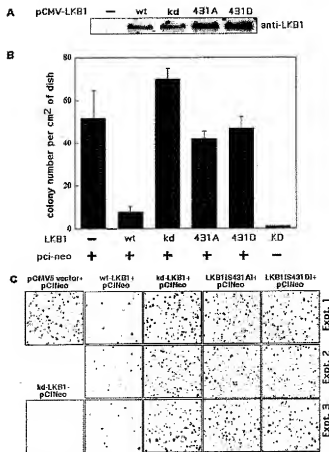 A pCMV-LKB1 – wt kd 431A 431D
anti-LKB1
B
colony number per cm² of dish
80
60
40
20
0
LKB1 – wt kd 431A 431D KD
pci-neo + + + + + –
C
pCMV5 vector+ pCINeo
wt-LKB1+ pCINeo
kd-LKB1+ pCINeo
LKB1[S431A]+ pCINeo
LKB1[S431D]+ pCINeo
Expt. 1
kd-LKB1- pCINeo
Expt. 2
Expt. 3